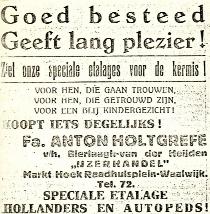 Goed besteed
Geeft lang plezier!
Ziet onze speciale etalages voor de kermis!
VOOR HEN, DIE GAAN TROUWEN,
VOOR HEN, DIE GETROUWD ZIJN,
VOOR EEN BLIJ KINDERGEZICHT!
KOOPT IETS DEGELIJKS!
Fa. ANTON HOLTGREFE
v/h. van der Heijden
„IJZERHANDEL"
Markt Hoek Raadhuisplein-Waalwijk.
Tel. 72.
SPECIALE ETALAGE
HOLLANDERS EN AUTOPEDS!